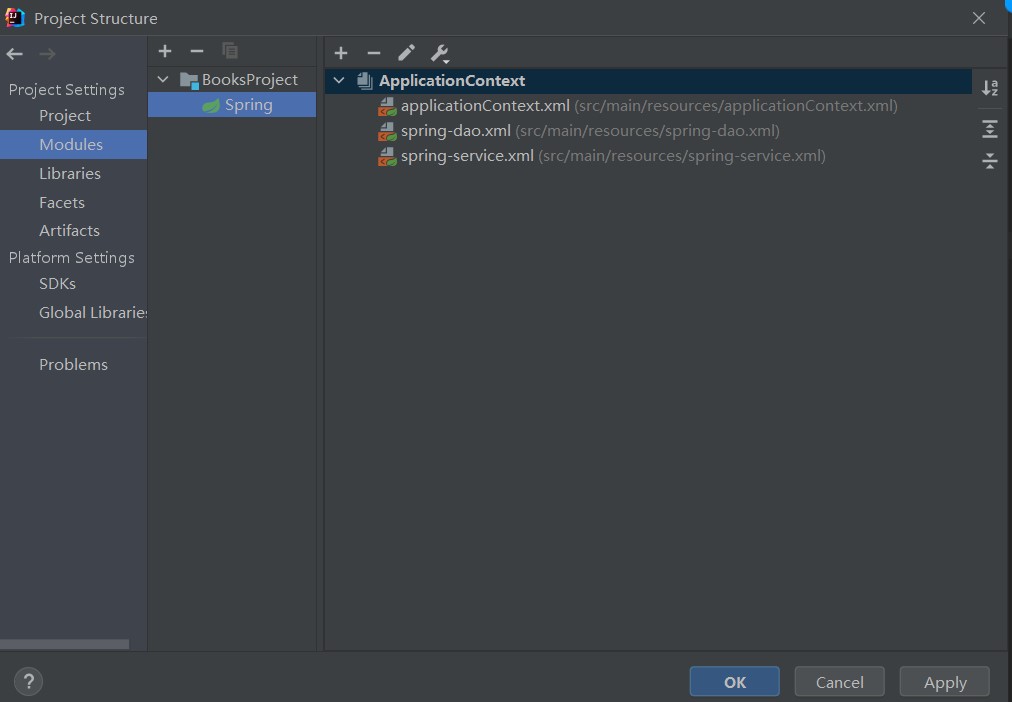 Project Structure
Project Settings
Project
Modules
Libraries
Facets
Artifacts
Platform Settings
SDKs
Global Libraries
Problems
BooksProject
Spring
ApplicationContext
applicationContext.xml (src/main/resources/applicationContext.xml)
spring-dao.xml (src/main/resources/spring-dao.xml)
spring-service.xml (src/main/resources/spring-service.xml)
?
OK
Cancel
Apply